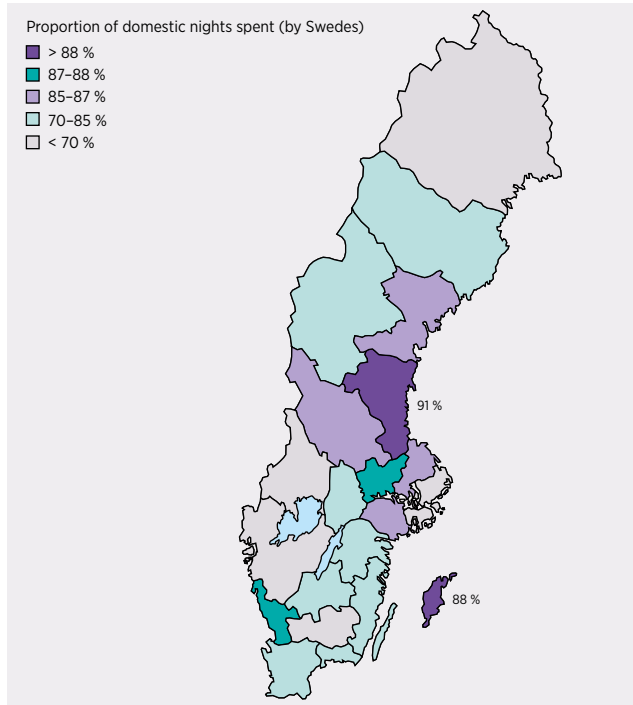 Proportion of domestic nights spent (by Swedes)
> 88 %
87–88 %
85–87 %
70–85 %
< 70 %
91 %
88 %